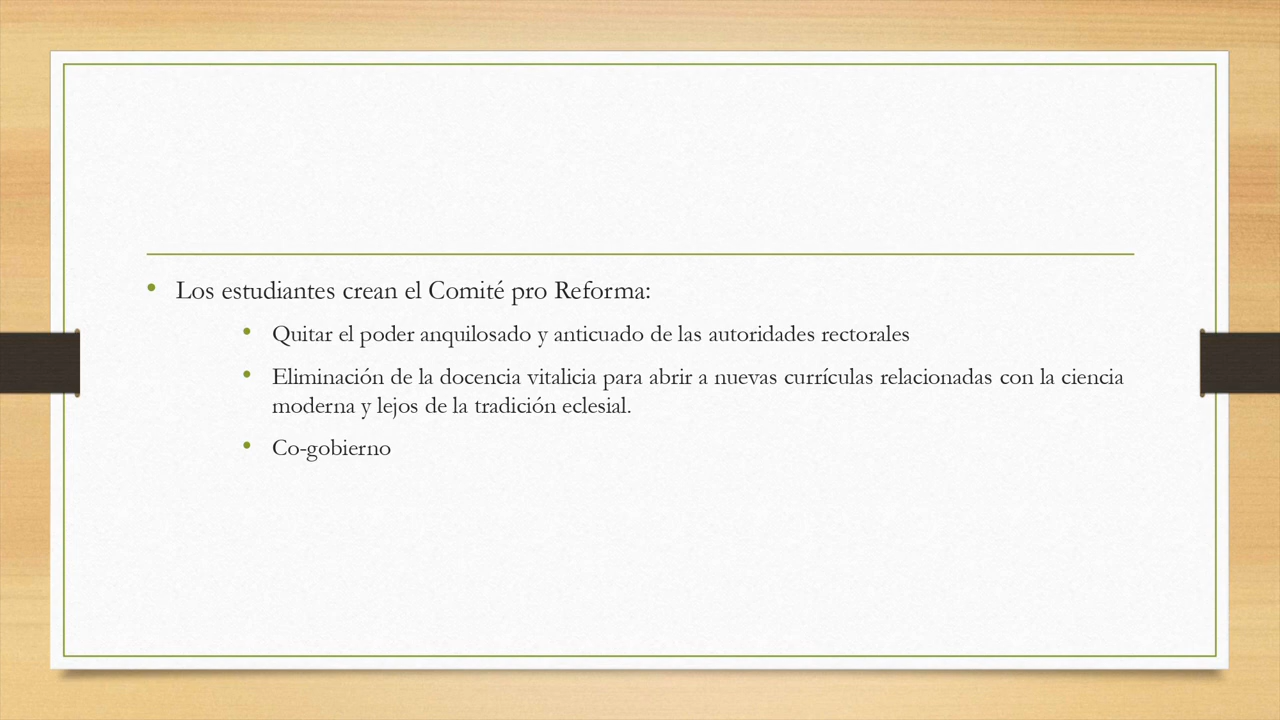 • Los estudiantes crean el Comité pro Reforma:
• Quitar el poder anquilosado y anticuado de las autoridades rectorales
• Eliminación de la docencia vitalicia para abrir a nuevas currículas relacionadas con la ciencia
moderna y lejos de la tradición eclesial.
• Co-gobierno